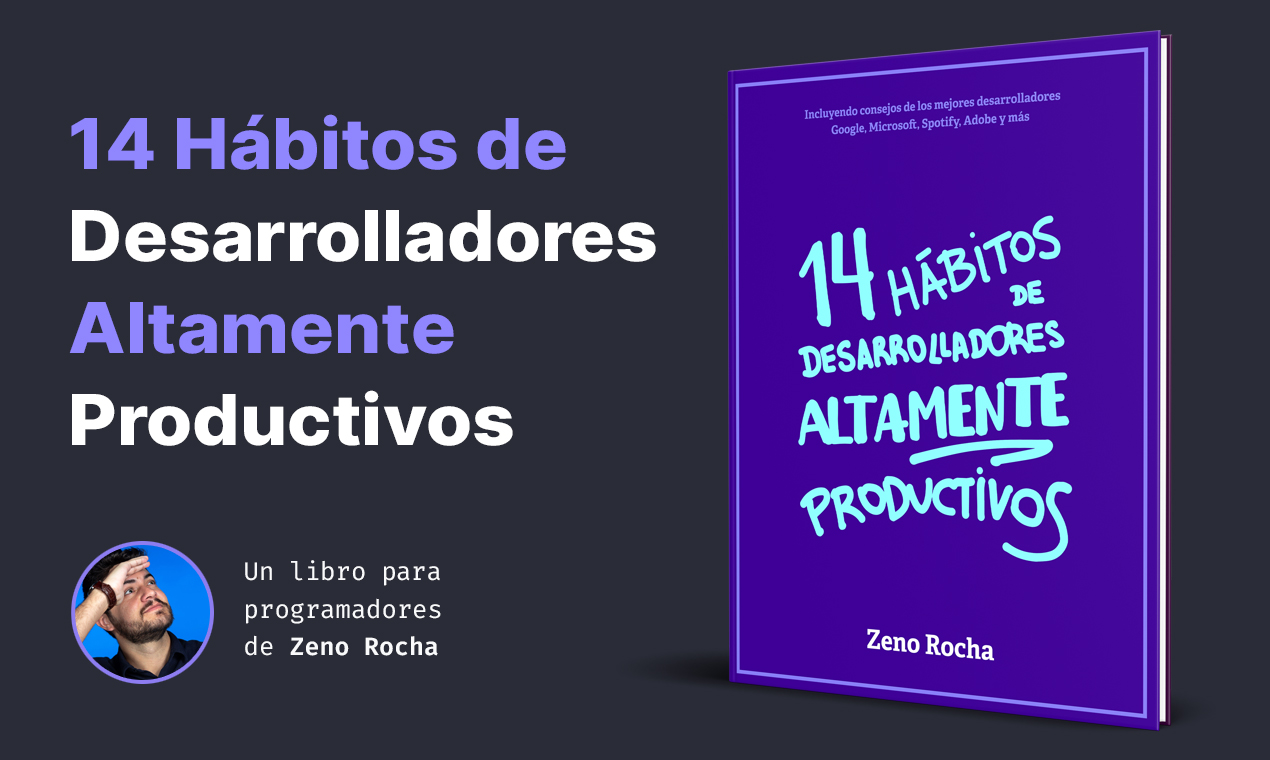 14 Hábitos de
Desarrolladores
Altamente
Productivos
Un libro para
programadores
de Zeno Rocha
Incluyendo consejos de los mejores desarrolladores
Google, Microsoft, Spotify, Adobe y más
14 HÁBITOS
DE
DESARROLLADORES
ALTAMENTE
PRODUCTIVOS
Zeno Rocha